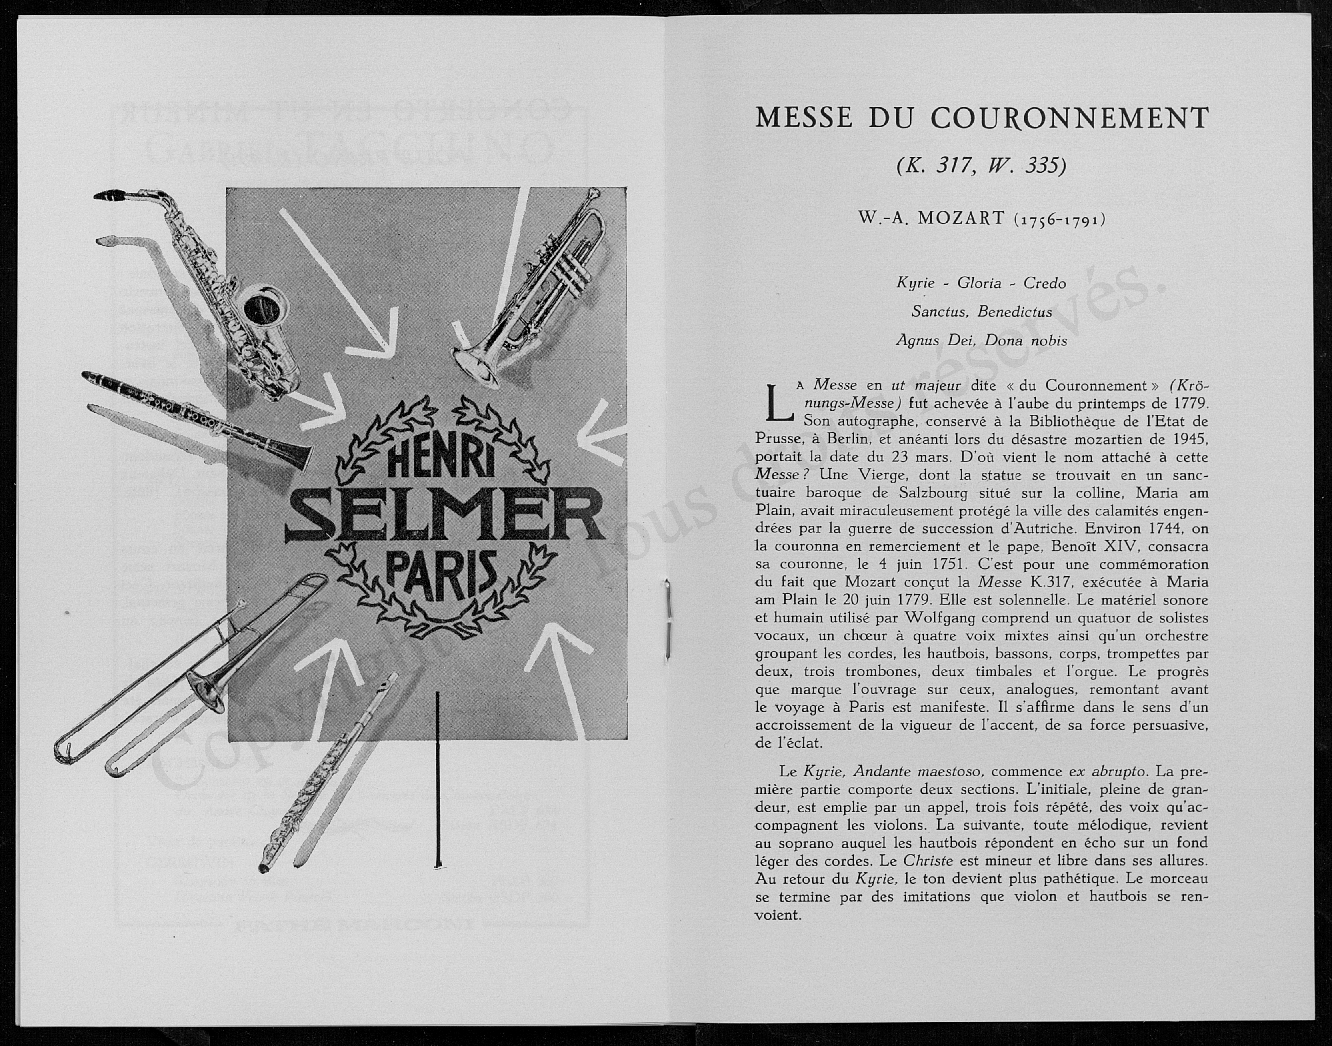 HENRI
SELMER
PARIS
MESSE DU COURONNEMENT
(K. 317, W. 335)
W.-A. MOZART (1756-1791)
Kyrie - Gloria - Credo
Sanctus, Benedictus
Agnus Dei, Dona nobis
LA Messe en ut majeur dite « du Couronnement » (Krö-
nungs-Messe) fut achevée à l'aube du printemps de 1779.
Son autographe, conservé à la Bibliothèque de l'Etat de
Prusse, à Berlin, et anéanti lors du désastre mozartien de 1945,
portait la date du 23 mars. D'où vient le nom attaché à cette
Messe ? Une Vierge, dont la statue se trouvait en un sanc-
tuaire baroque de Salzbourg situé sur la colline, Maria am
Plain, avait miraculeusement protégé la ville des calamités engen-
drées par la guerre de succession d'Autriche. Environ 1744, on
la couronna en remerciement et le pape, Benoît XIV, consacra
sa couronne, le 4 juin 1751. C'est pour une commémoration
du fait que Mozart conçut la Messe K.317, exécutée à Maria
am Plain le 20 juin 1779. Elle est solennelle. Le matériel sonore
et humain utilisé par Wolfgang comprend un quatuor de solistes
vocaux, un chœur à quatre voix mixtes ainsi qu'un orchestre
groupant les cordes, les hautbois, bassons, corps, trompettes par
deux, trois trombones, deux timbales et l'orgue. Le progrès
que marque l'ouvrage sur ceux, analogues, remontant avant
le voyage à Paris est manifeste. Il s'affirme dans le sens d'un
accroissement de la vigueur de l'accent, de sa force persuasive,
de l'éclat.
Le Kyrie, Andante maestoso, commence ex abrupto. La pre-
mière partie comporte deux sections. L'initiale, pleine de gran-
deur, est emplie par un appel, trois fois répété, des voix qu'ac-
compagnent les violons. La suivante, toute mélodique, revient
au soprano auquel les hautbois répondent en écho sur un fond
léger des cordes. Le Christe est mineur et libre dans ses allures.
Au retour du Kyrie, le ton devient plus pathétique. Le morceau
se termine par des imitations que violon et hautbois se ren-
voient.